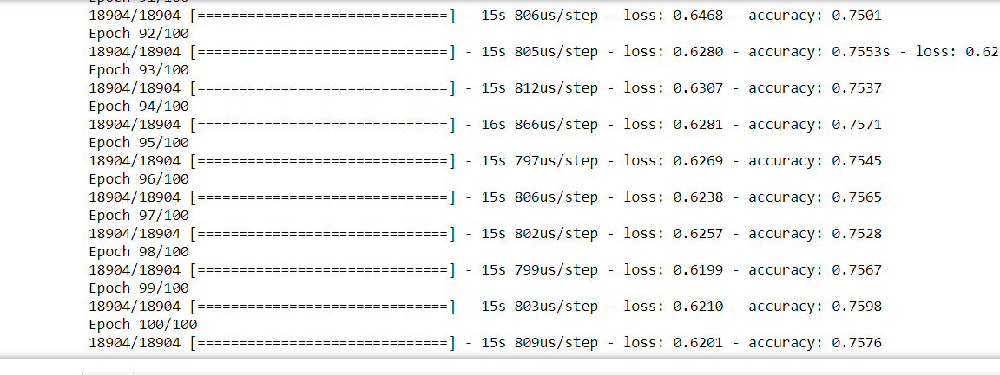 Epoch 91/100
18904/18904 [==============================] - 15s 806us/step - loss: 0.6468 - accuracy: 0.7501
Epoch 92/100
18904/18904 [==============================] - 15s 805us/step - loss: 0.6280 - accuracy: 0.7553s - loss: 0.62
Epoch 93/100
18904/18904 [==============================] - 15s 812us/step - loss: 0.6307 - accuracy: 0.7537
Epoch 94/100
18904/18904 [==============================] - 16s 866us/step - loss: 0.6281 - accuracy: 0.7571
Epoch 95/100
18904/18904 [==============================] - 15s 797us/step - loss: 0.6269 - accuracy: 0.7545
Epoch 96/100
18904/18904 [==============================] - 15s 806us/step - loss: 0.6238 - accuracy: 0.7565
Epoch 97/100
18904/18904 [==============================] - 15s 802us/step - loss: 0.6257 - accuracy: 0.7528
Epoch 98/100
18904/18904 [==============================] - 15s 799us/step - loss: 0.6199 - accuracy: 0.7567
Epoch 99/100
18904/18904 [==============================] - 15s 803us/step - loss: 0.6210 - accuracy: 0.7598
Epoch 100/100
18904/18904 [==============================] - 15s 809us/step - loss: 0.6201 - accuracy: 0.7576